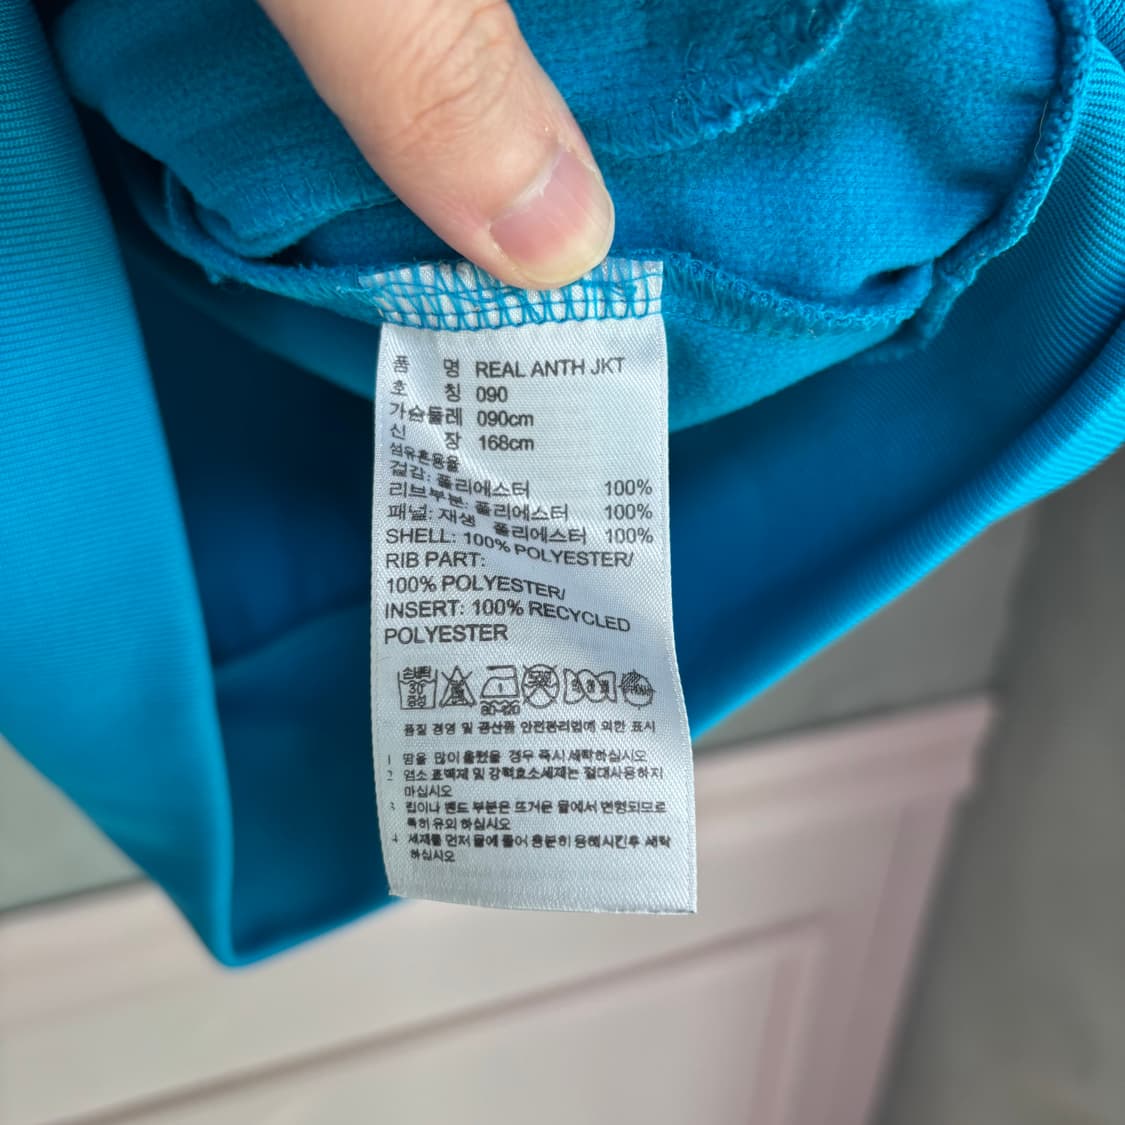 품 명 REAL ANTH JKT
호 칭 090
가슴둘레 090cm
신 장 168cm
섬유혼용율
겉감: 폴리에스터 100%
리브부분: 폴리에스터 100%
패널: 재생 폴리에스터 100%
SHELL: 100% POLYESTER/
RIB PART:
100% POLYESTER/
INSERT: 100% RECYCLED
POLYESTER
손세탁
30
중성
80~120
품질 경영 및 공산품 안전관리법에 의한 표시
1 땀을 많이 흘렸을 경우 즉시 세탁하십시오
2 염소 표백제 및 강력효소세제는 절대사용하지
마십시오
3 립이나 밴드 부분은 뜨거운 물에서 변형되므로
특히 유의 하십시오
4 세제를 먼저 물에 풀어 충분히 용해시킨후 세탁
하십시오